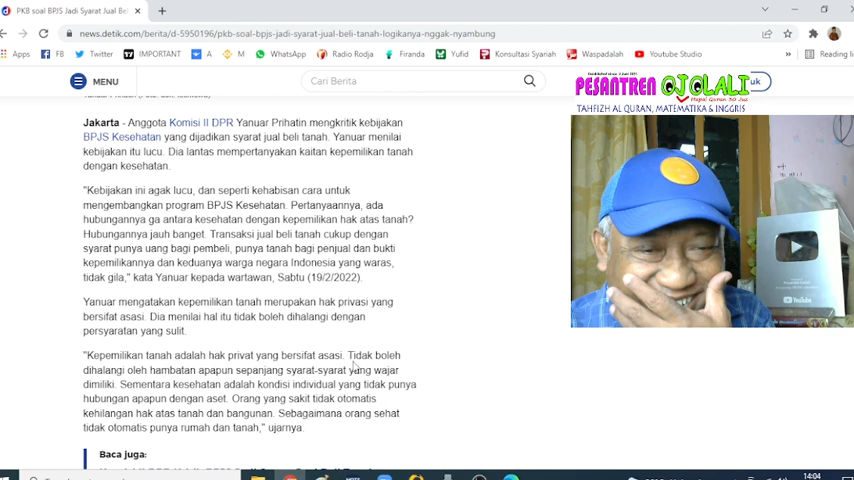 PKB soal BPJS Jadi Syarat Jual Bel
news.detik.com/berita/d-5950196/pkb-soal-bpjs-jadi-syarat-jual-beli-tanah-logikanya-nggak-nyambung
Apps F8 Twitter IMPORTANT A M WhatsApp Radio Rodja Firanda Yufid Konsultasi Syariah Waspadalah Youtube Studio » Reading li
MENU Cari Berita uk
PESANTREN OJOLALI
Hapal Quran 30 Jus
TAHFIZH AL QURAN, MATEMATIKA & INGGRIS
Jakarta - Anggota Komisi II DPR Yanuar Prihatin mengkritik kebijakan
BPJS Kesehatan yang dijadikan syarat jual beli tanah. Yanuar menilai
kebijakan itu lucu. Dia lantas mempertanyakan kaitan kepemilikan tanah
dengan kesehatan.
"Kebijakan ini agak lucu, dan seperti kehabisan cara untuk
mengembangkan program BPJS Kesehatan. Pertanyaannya, ada
hubungannya ga antara kesehatan dengan kepemilikan hak atas tanah?
Hubungannya jauh banget. Transaksi jual beli tanah cukup dengan
syarat punya uang bagi pembeli, punya tanah bagi penjual dan bukti
kepemilikannya dan keduanya warga negara Indonesia yang waras,
tidak gila," kata Yanuar kepada wartawan, Sabtu (19/2/2022).
Yanuar mengatakan kepemilikan tanah merupakan hak privasi yang
bersifat asasi. Dia menilai hal itu tidak boleh dihalangi dengan
persyaratan yang sulit.
"Kepemilikan tanah adalah hak privat yang bersifat asasi. Tidak boleh
dihalangi oleh hambatan apapun sepanjang syarat-syarat yang wajar
dimiliki. Sementara kesehatan adalah kondisi individual yang tidak punya
hubungan apapun dengan aset. Orang yang sakit tidak otomatis
kehilangan hak atas tanah dan bangunan. Sebagaimana orang sehat
tidak otomatis punya rumah dan tanah," ujarnya.
Baca juga:
YouTube
14:04